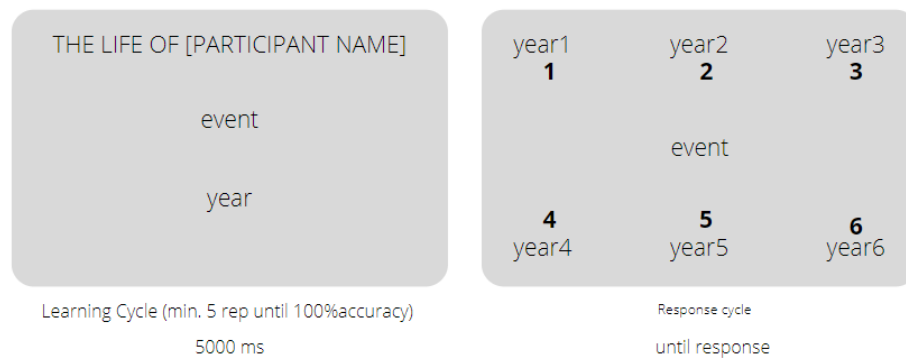 THE LIFE OF [PARTICIPANT NAME]
event
year
Learning Cycle (min. 5 rep until 100%accuracy)
5000 ms
year1 year2 year3
1 2 3
event
4 5 6
year4 year5 year6
Response cycle
until response